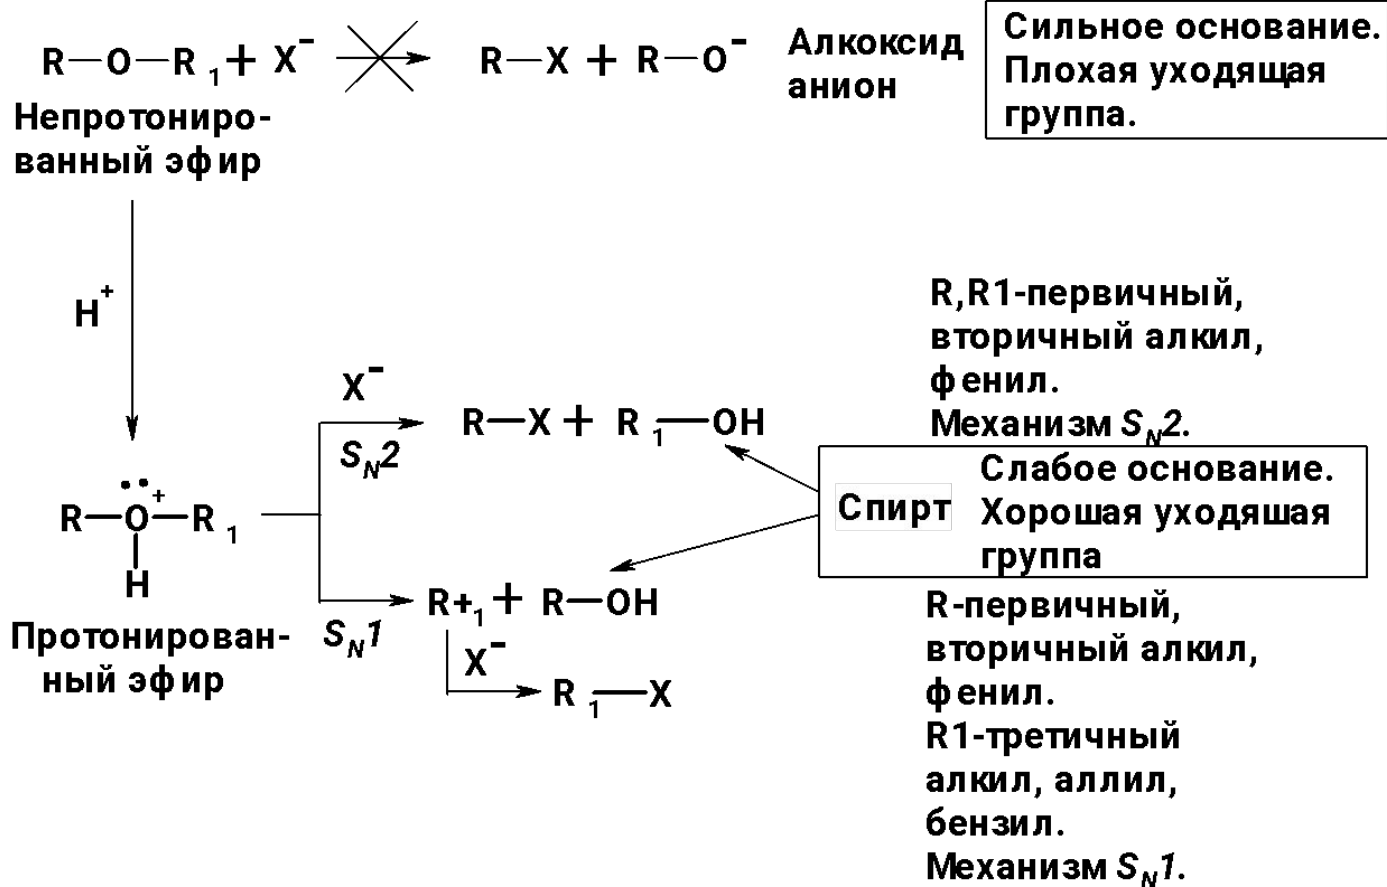 R—O—R1 + X⁻ → R—X + R—O⁻
Алкоксид
анион
Сильное основание.
Плохая уходящая
группа.
Непротониро-
ванный эфир
H⁺
R,R1-первичный,
вторичный алкил,
фенил.
Механизм SN2.
X⁻
SN2
R—X + R1—OH
Спирт
Слабое основание.
Хорошая уходяшая
группа
R—O⁺—R1
H
Протонирован-
ный эфир
SN1
R+1 + R—OH
X⁻
R1—X
R-первичный,
вторичный алкил,
фенил.
R1-третичный
алкил, аллил,
бензил.
Механизм SN1.